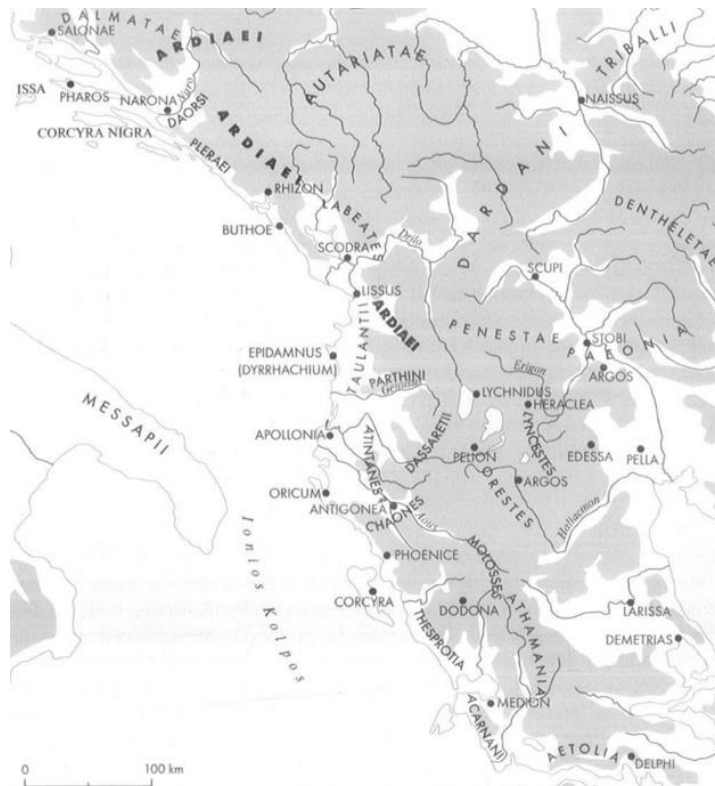 DALMATAE
SALONAE
ARDIAEI
AUTARIATAE
TRIBALLI
ISSA
PHAROS
NARONA
Naro
DAORSI
NAISSUS
CORCYRA NIGRA
ARDIAEI
PLERAEI
RHIZON
LABEATES
DARDANI
DENTHELETAE
BUTHOE
SCODRA
Drilo
SCUPI
LISSUS
ARDIAEI
TAULANTII
PENESTAE
PAEONIA
STOBI
EPIDAMNUS
(DYRRHACHIUM)
PARTHINI
Erigon
ARGOS
LYCHNIDUS
HERACLEA
MESSAPII
APOLLONIA
ATINTANES
DASSARETII
PELION
LYNCESTES
EDESSA
PELLA
ORICUM
ANTIGONEA
CHAONES
Aous
ORESTES
ARGOS
Haliacmon
Ionios Kolpos
PHOENICE
MOLOSSES
CORCYRA
DODONA
ATHAMANIA
LARISSA
THESPROTIA
DEMETRIAS
MEDION
ACARNANI
AETOLIA
DELPHI
0 100 km